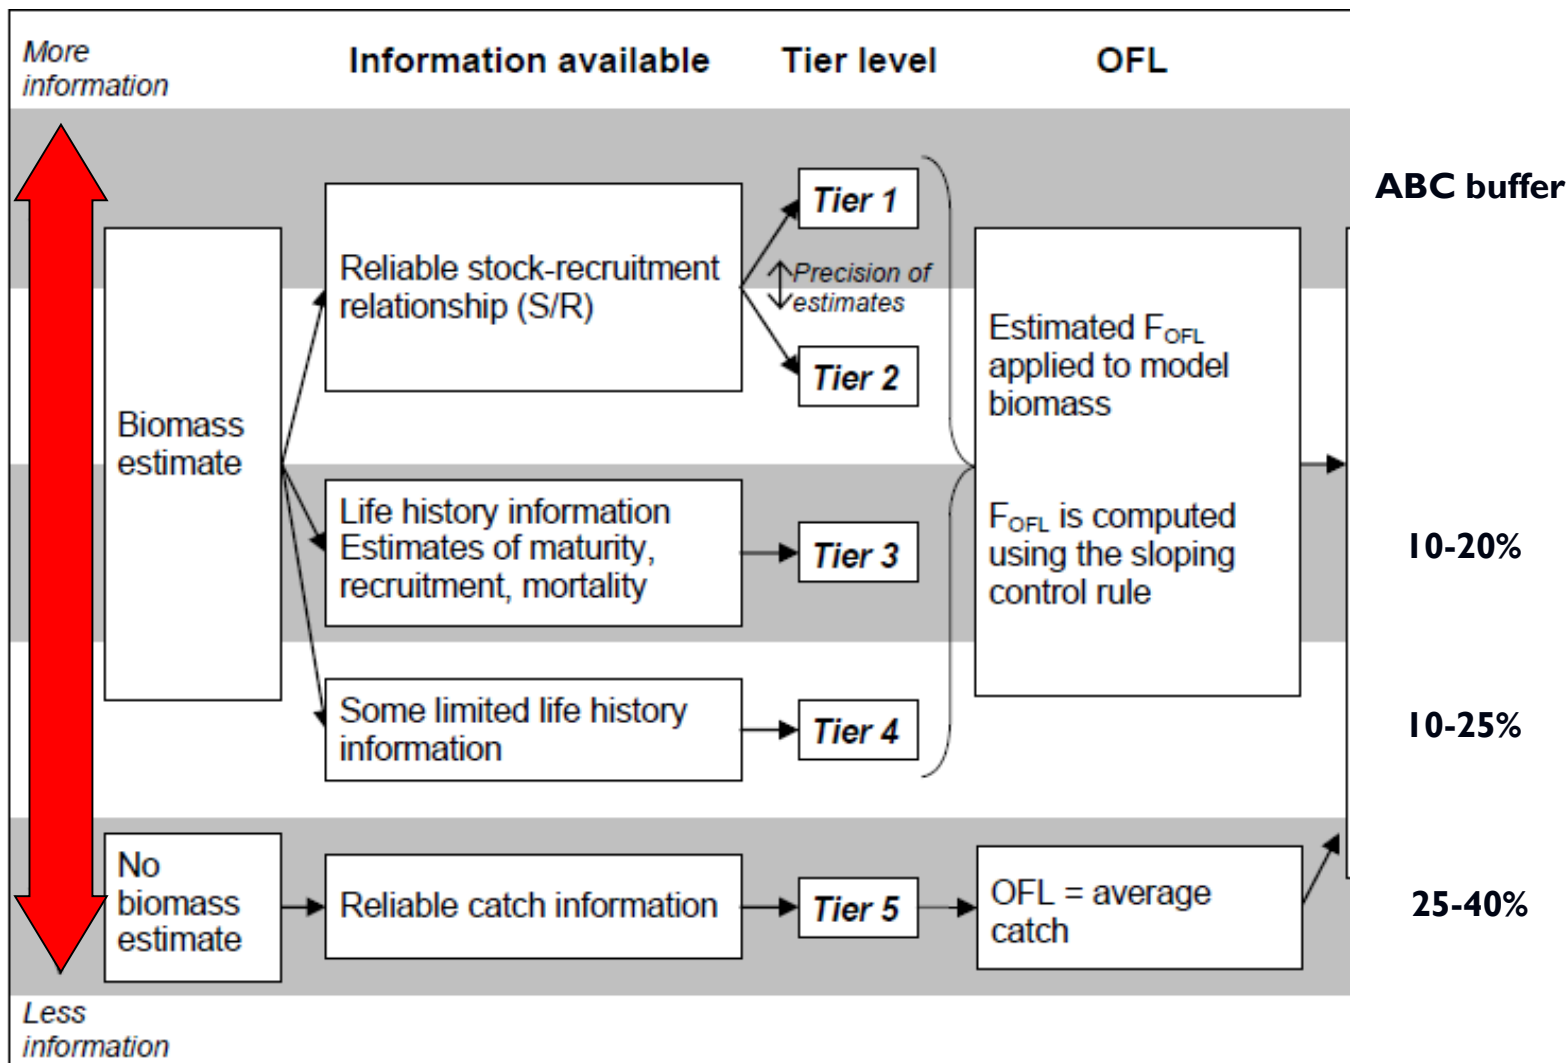 More
information
Information available
Tier level
OFL
ABC buffer
Biomass
estimate
Reliable stock-recruitment
relationship (S/R)
Tier 1
Precision of
estimates
Tier 2
Life history information
Estimates of maturity,
recruitment, mortality
Tier 3
Some limited life history
information
Tier 4
Estimated FOFL
applied to model
biomass
FOFL is computed
using the sloping
control rule
10-20%
10-25%
No
biomass
estimate
Reliable catch information
Tier 5
OFL = average
catch
25-40%
Less
information